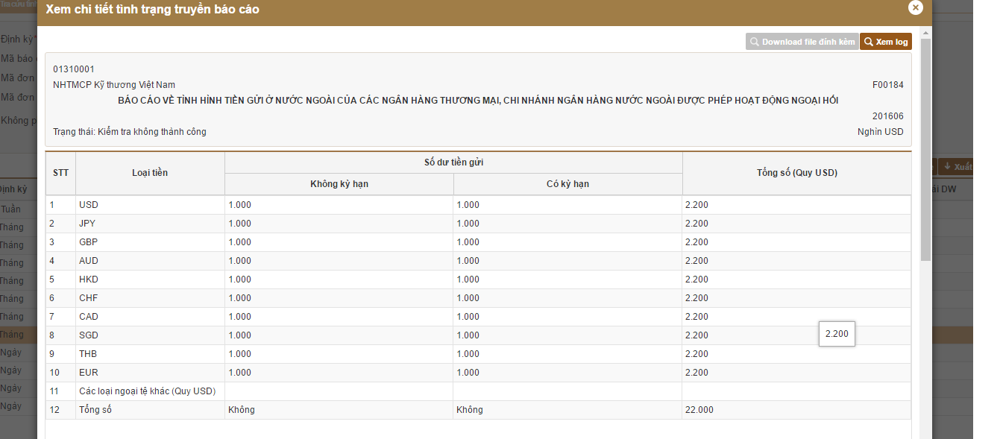 Tra cứu tình
Xem chi tiết tình trạng truyền báo cáo
Định kỳ*
Mã báo
Mã đơn
Mã đơn
Không p
Download file đính kèm
Xem log
01310001
NHTMCP Kỹ thương Việt Nam
F00184
BÁO CÁO VỀ TÌNH HÌNH TIỀN GỬI Ở NƯỚC NGOÀI CỦA CÁC NGÂN HÀNG THƯƠNG MẠI, CHI NHÁNH NGÂN HÀNG NƯỚC NGOÀI ĐƯỢC PHÉP HOẠT ĐỘNG NGOẠI HỐI
201606
Trạng thái: Kiểm tra không thành công
Nghìn USD
STT Loại tiền Số dư tiền gửi Tổng số (Quy USD)
Không kỳ hạn Có kỳ hạn
1 USD 1.000 1.000 2.200
2 JPY 1.000 1.000 2.200
3 GBP 1.000 1.000 2.200
4 AUD 1.000 1.000 2.200
5 HKD 1.000 1.000 2.200
6 CHF 1.000 1.000 2.200
7 CAD 1.000 1.000 2.200
8 SGD 1.000 1.000 2.200
2.200
9 THB 1.000 1.000 2.200
10 EUR 1.000 1.000 2.200
11 Các loại ngoại tệ khác (Quy USD)
12 Tổng số Không Không 22.000
Định kỳ
Tuần
Tháng
Tháng
Tháng
Tháng
Tháng
Tháng
Tháng
Ngày
Ngày
Ngày
Ngày
Xuất
ái DW